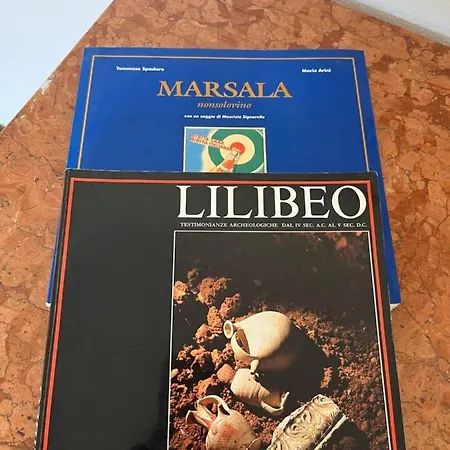 Tommaso Spadaro
Mario Arini
MARSALA
nonsolovino
con un saggio di Maurizio Signorello
LILIBEO
TESTIMONIANZE ARCHEOLOGICHE DAL IV SEC. A.C. AL V SEC. D.C.